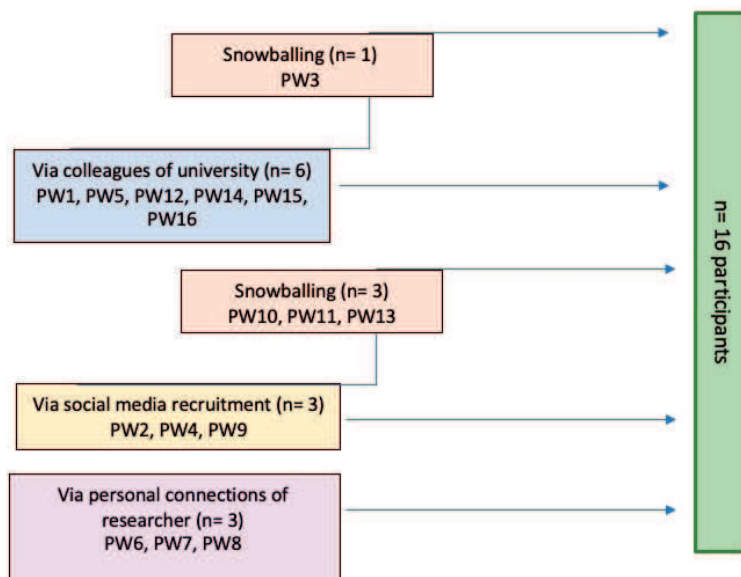 Snowballing (n= 1)
PW3
Via colleagues of university (n= 6)
PW1, PW5, PW12, PW14, PW15,
PW16
Snowballing (n= 3)
PW10, PW11, PW13
Via social media recruitment (n= 3)
PW2, PW4, PW9
Via personal connections of
researcher (n= 3)
PW6, PW7, PW8
n= 16 participants